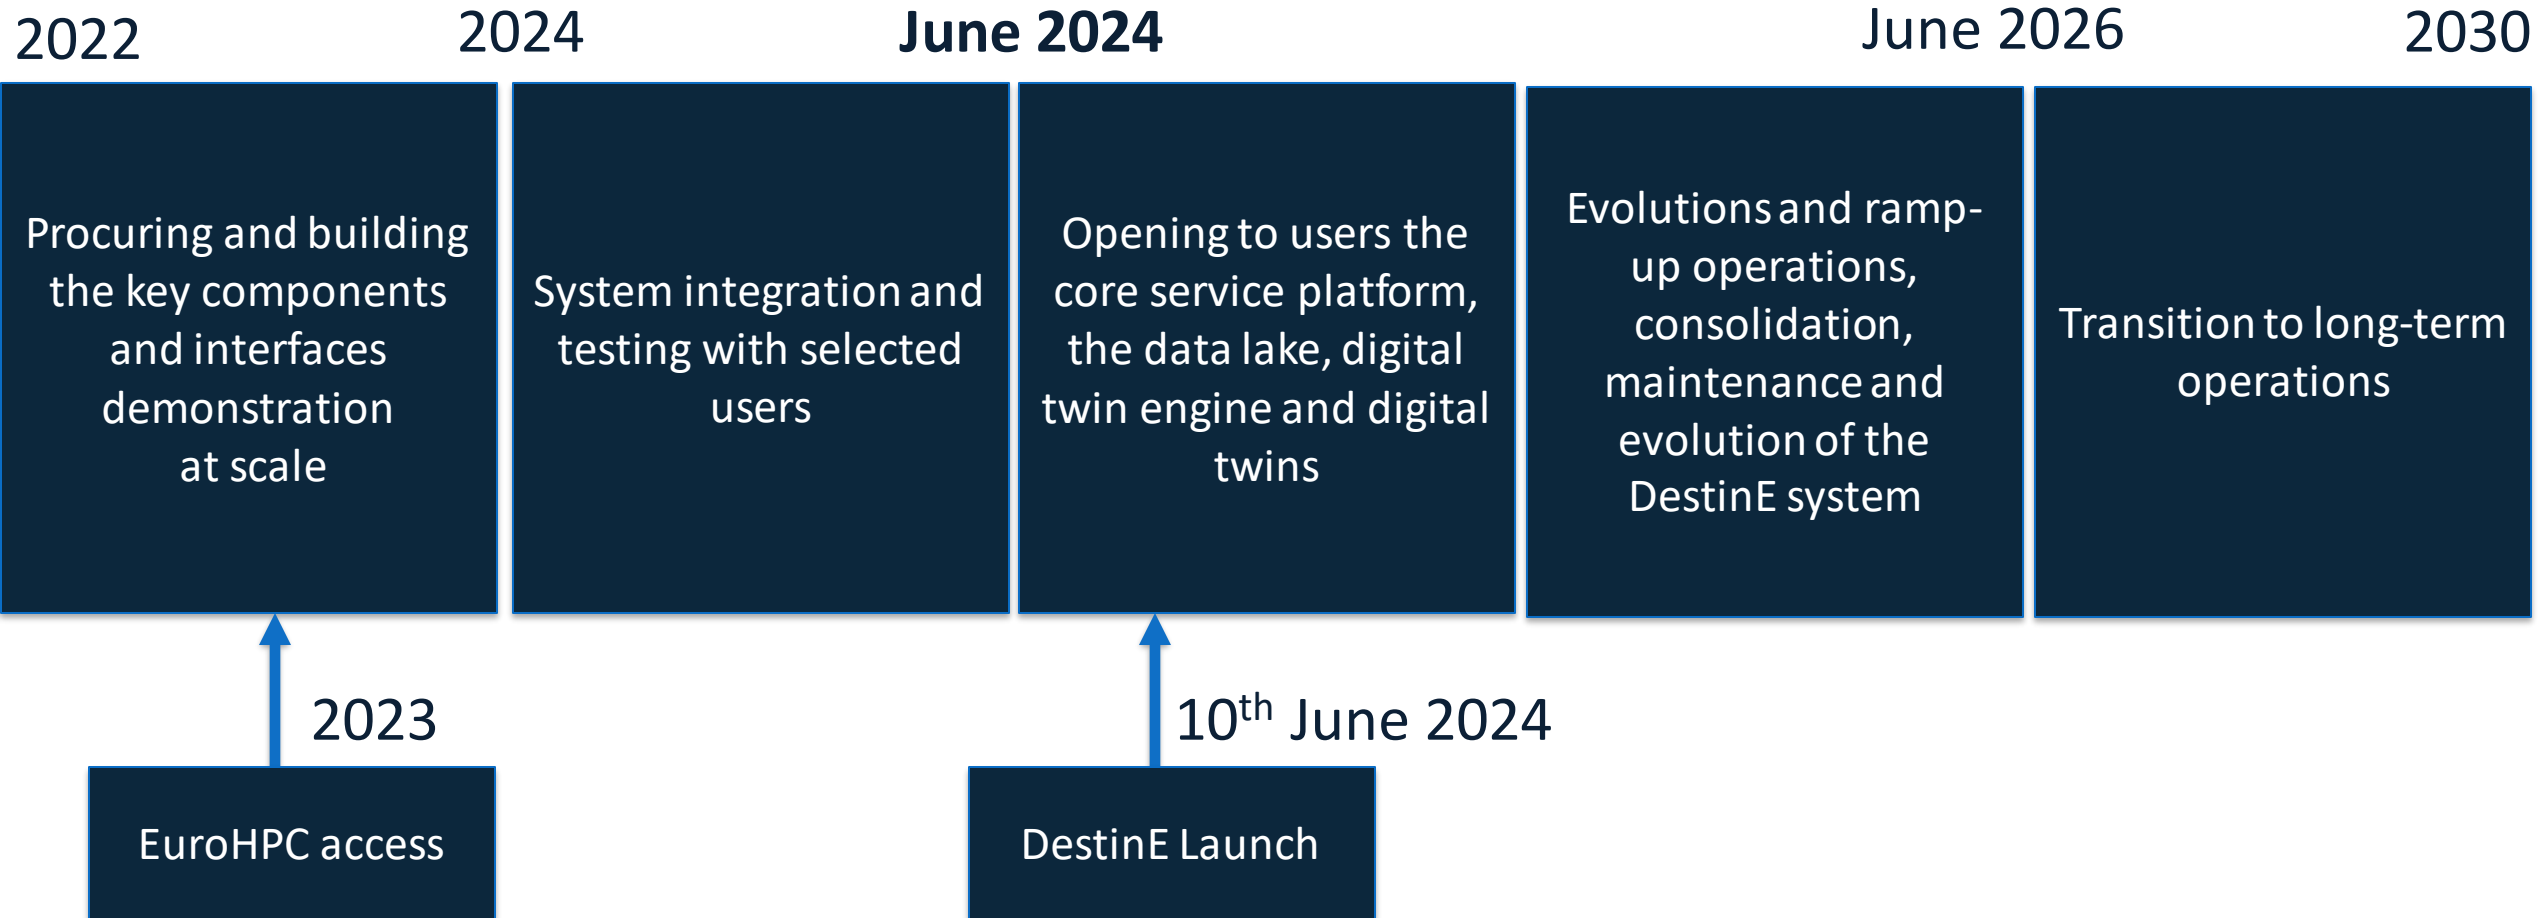 2022
2024
June 2024
June 2026
2030
Procuring and building
the key components
and interfaces
demonstration
at scale
System integration and
testing with selected
users
Opening to users the
core service platform,
the data lake, digital
twin engine and digital
twins
Evolutions and ramp-
up operations,
consolidation,
maintenance and
evolution of the
DestinE system
Transition to long-term
operations
2023
10th June 2024
EuroHPC access
DestinE Launch